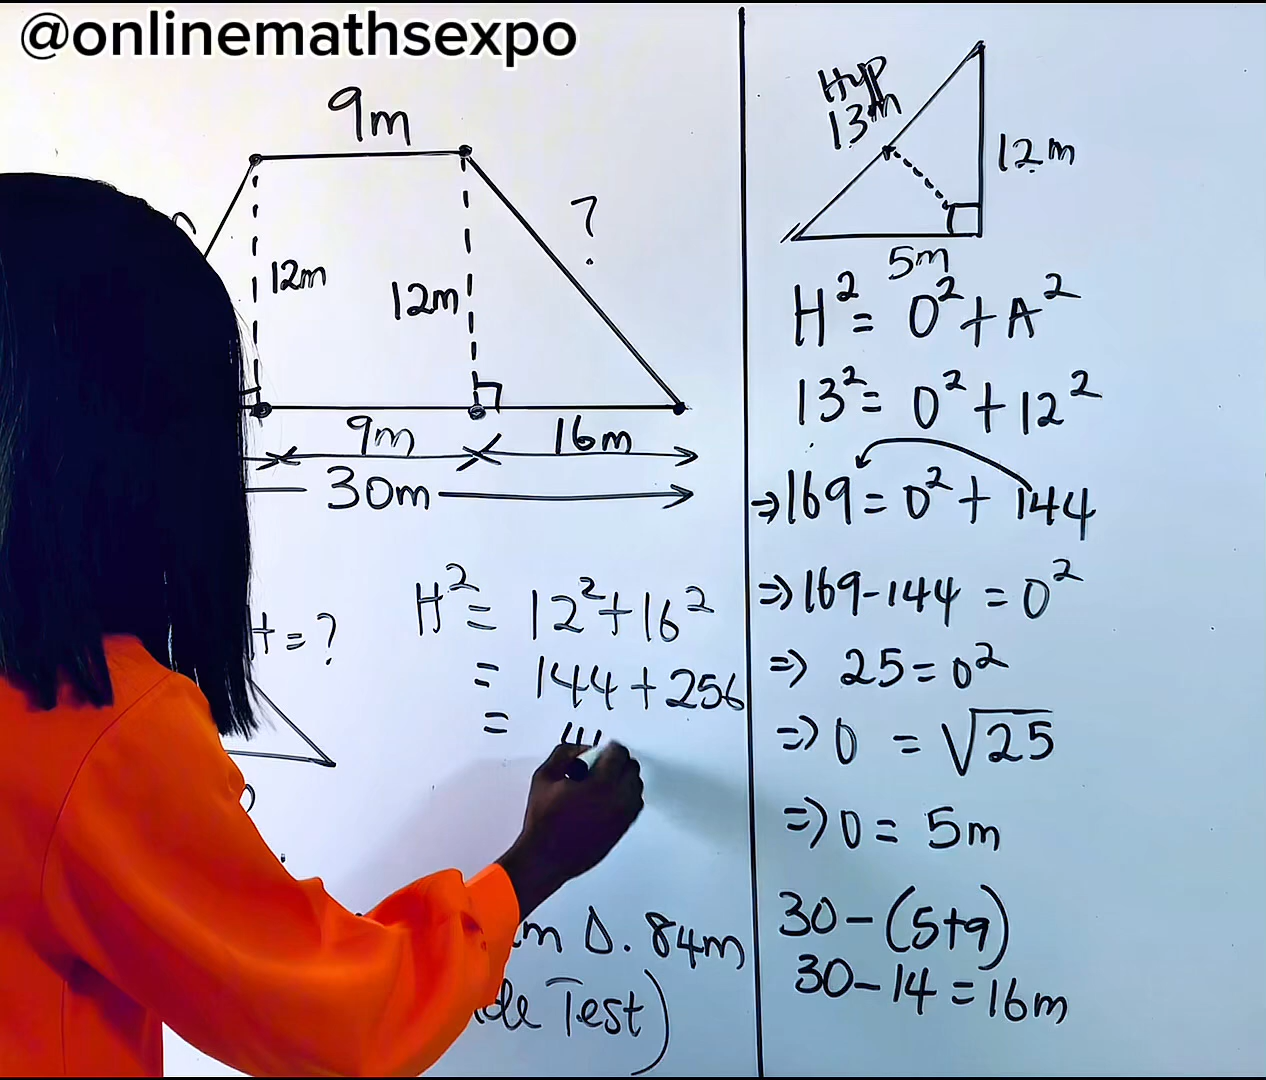 @onlinemathsexpo
9m
?
12m
12m
9m
16m
30m
H = ?
H² = 12² + 16²
= 144 + 256
=
m D. 84m
de Test)
Hyp
13m
12m
5m
H² = O² + A²
13² = O² + 12²
⇒ 169 = O² + 144
⇒ 169 - 144 = O²
⇒ 25 = O²
⇒ O = √25
⇒ O = 5m
30 - (5+9)
30 - 14 = 16m